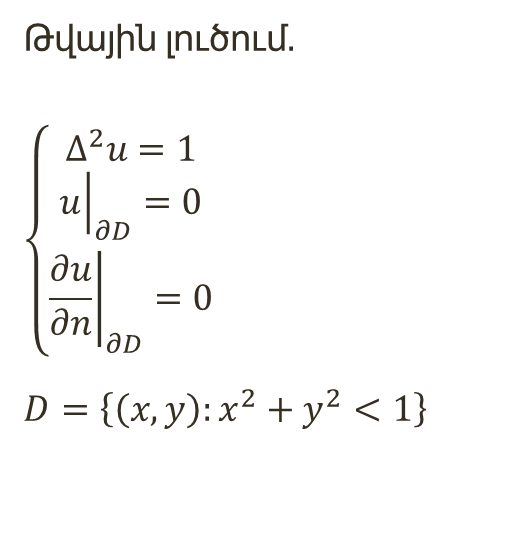 Թվային լուծում.
Δ²u = 1
u|∂D = 0
∂u/∂n|∂D = 0
D = {(x, y): x² + y² < 1}